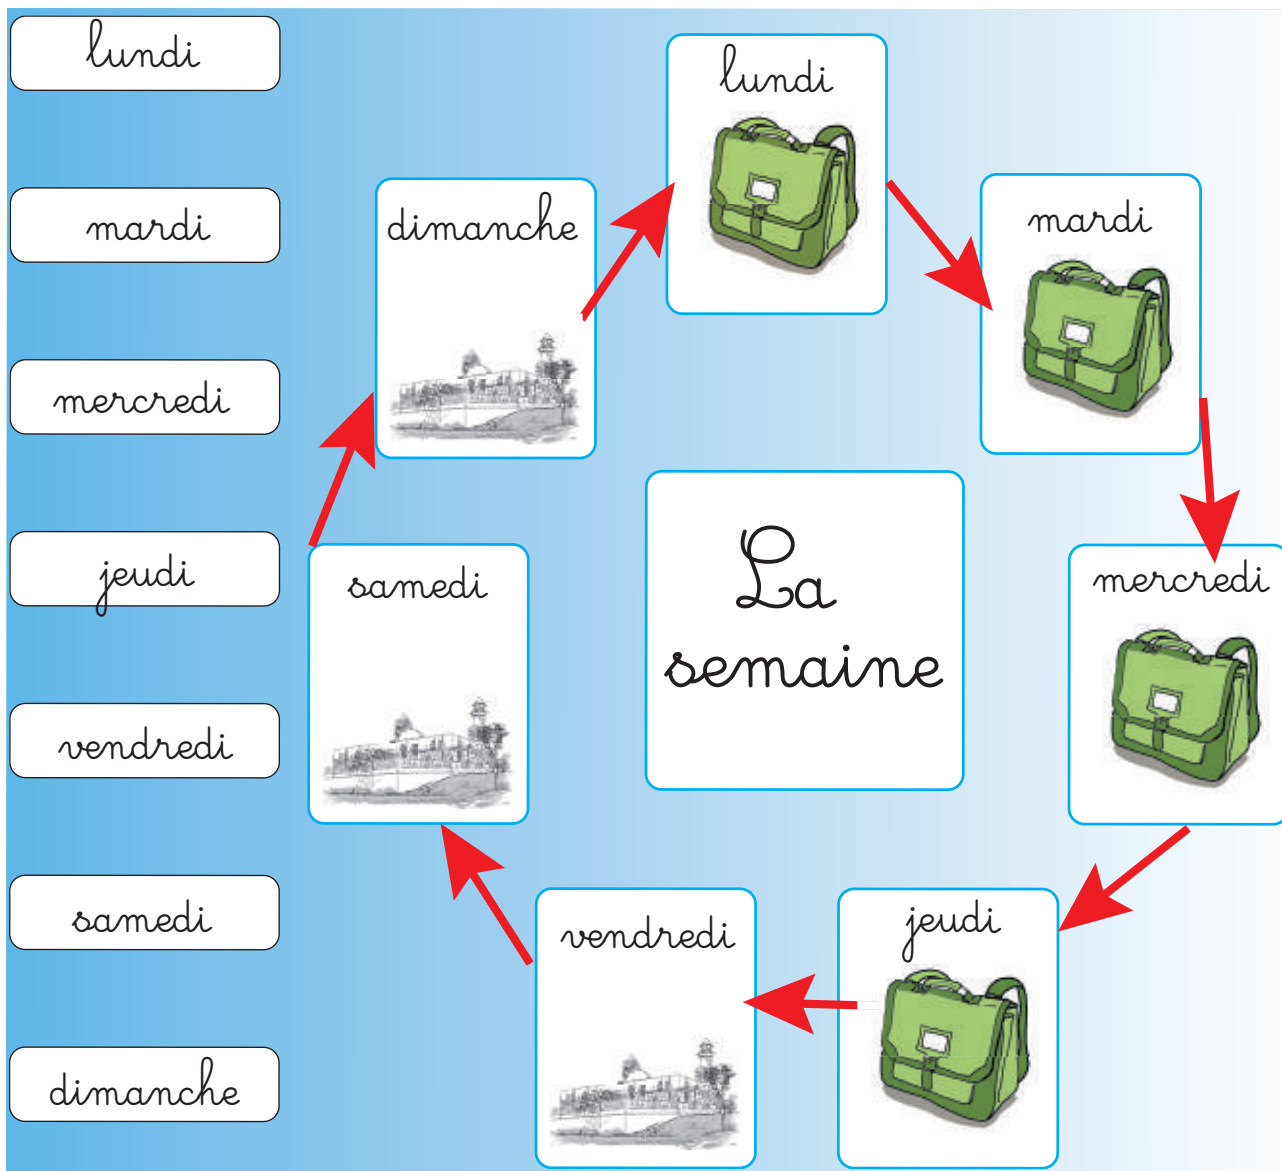 lundi
mardi
mercredi
jeudi
vendredi
samedi
dimanche
lundi
mardi
mercredi
jeudi
vendredi
samedi
dimanche
La
semaine